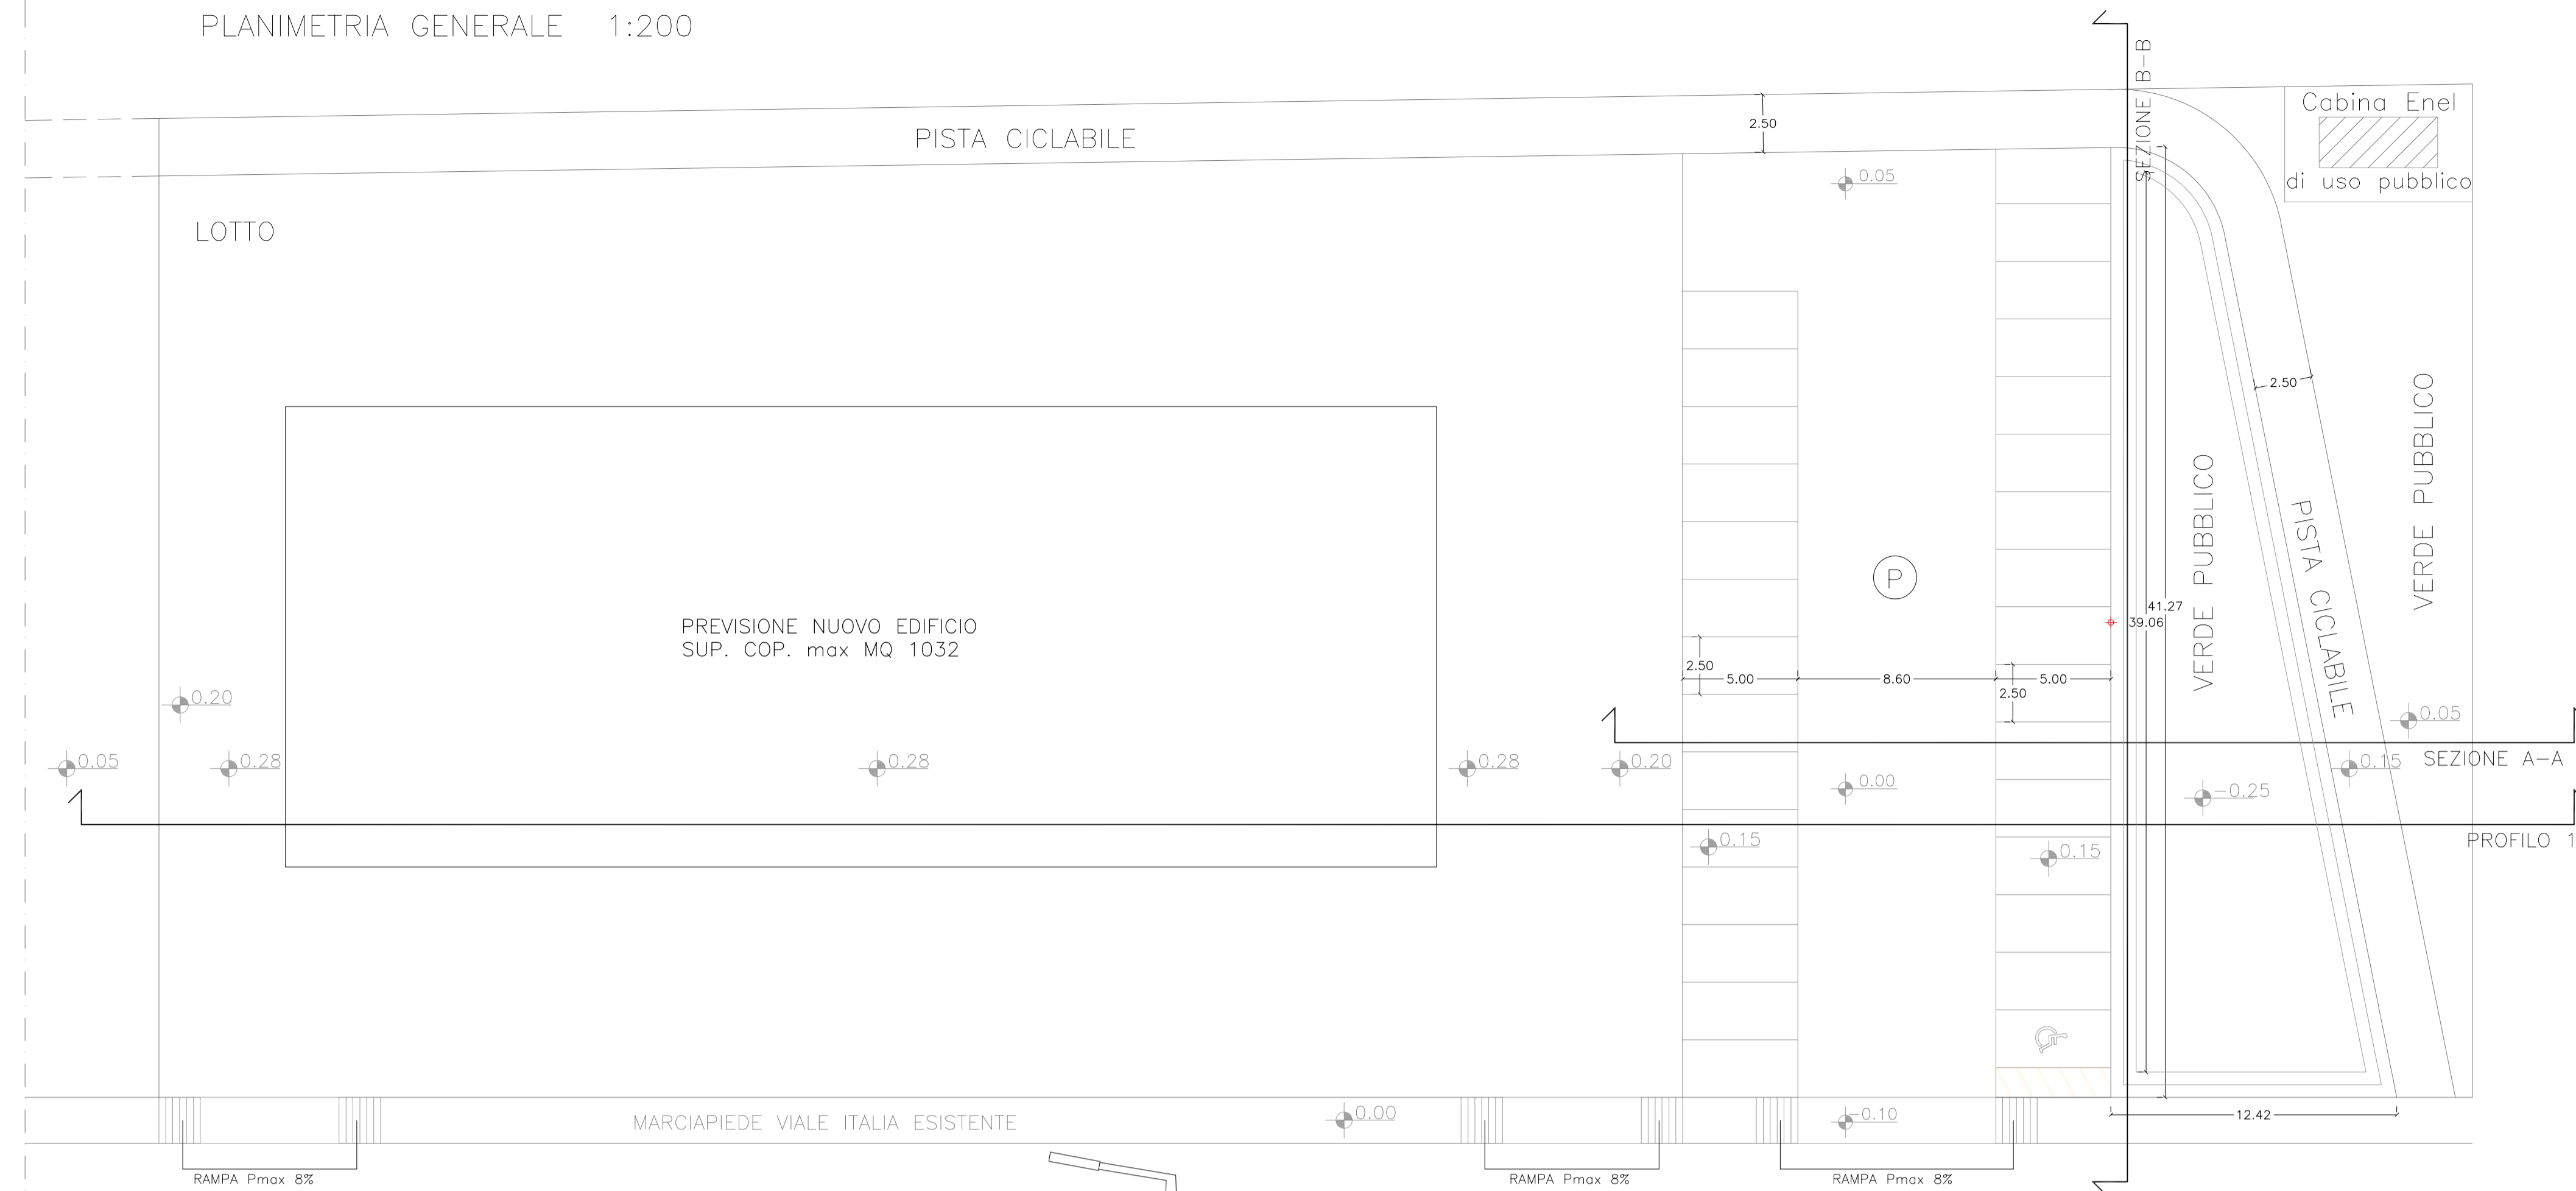 PLANIMETRIA GENERALE 1:200
SEZIONE B-B
Cabina Enel
di uso pubblico
2.50
PISTA CICLABILE
0.05
LOTTO
2.50
VERDE PUBBLICO
VERDE PUBBLICO
PISTA CICLABILE
P
41.27
39.06
PREVISIONE NUOVO EDIFICIO
SUP. COP. max MQ 1032
2.50
5.00
8.60
5.00
2.50
0.20
0.05
0.05
0.28
0.28
0.28
0.20
0.15
SEZIONE A-A
0.00
-0.25
PROFILO 1
0.15
0.15
MARCIAPIEDE VIALE ITALIA ESISTENTE
0.00
-0.10
12.42
RAMPA Pmax 8%
RAMPA Pmax 8%
RAMPA Pmax 8%